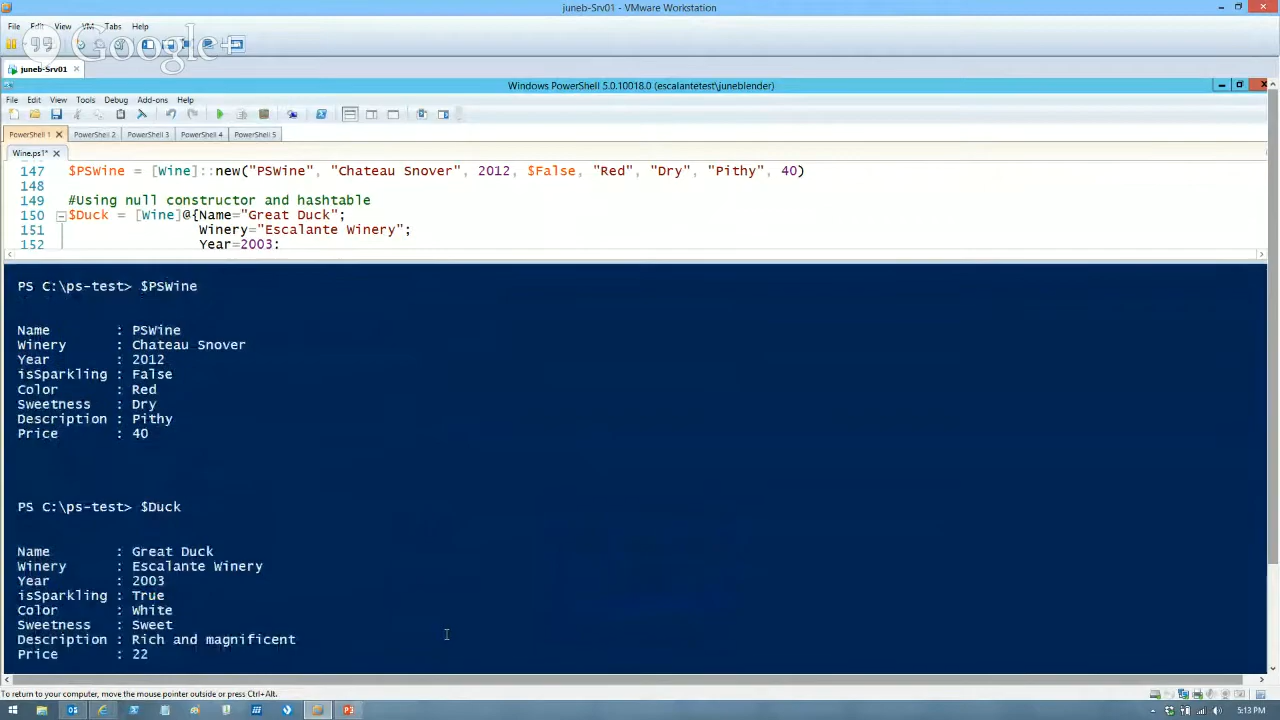 juneb-Srv01 - VMware Workstation
File Edit View VM Tabs Help
Google+
juneb-Srv01
Windows PowerShell 5.0.10018.0 (escalantetest\juneblender)
File Edit View Tools Debug Add-ons Help
PowerShell 1 PowerShell 2 PowerShell 3 PowerShell 4 PowerShell 5
Wine.ps1*
147 $PSWine = [Wine]::new("PSWine", "Chateau Snover", 2012, $False, "Red", "Dry", "Pithy", 40)
148
149 #Using null constructor and hashtable
150 $Duck = [Wine]@{Name="Great Duck";
151 Winery="Escalante Winery";
152 Year=2003;
PS C:\ps-test> $PSWine
Name : PSWine
Winery : Chateau Snover
Year : 2012
isSparkling : False
Color : Red
Sweetness : Dry
Description : Pithy
Price : 40
PS C:\ps-test> $Duck
Name : Great Duck
Winery : Escalante Winery
Year : 2003
isSparkling : True
Color : White
Sweetness : Sweet
Description : Rich and magnificent
Price : 22
To return to your computer, move the mouse pointer outside or press Ctrl+Alt.
5:13 PM